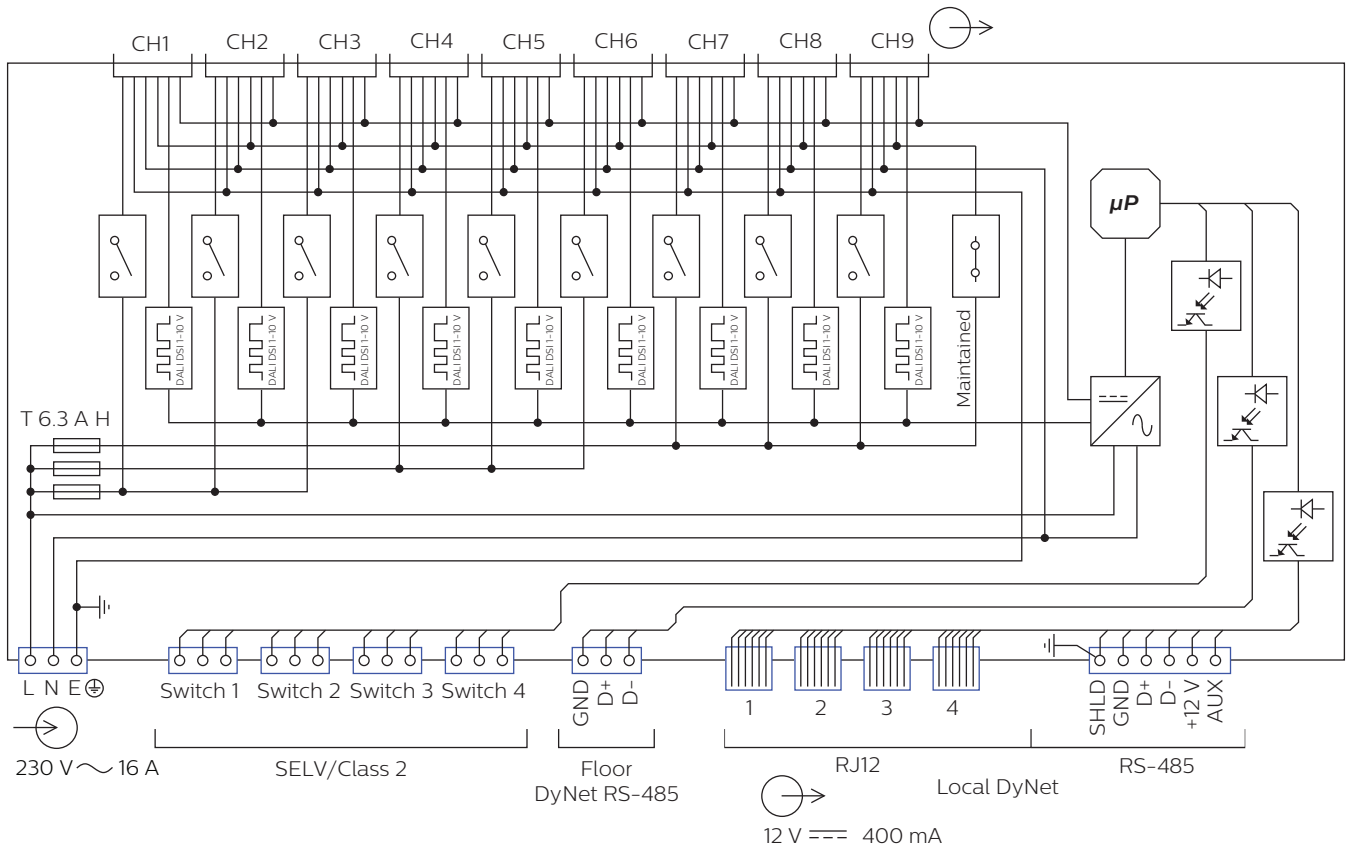 CH1 CH2 CH3 CH4 CH5 CH6 CH7 CH8 CH9
μP
DALI DSI 1-10 V
DALI DSI 1-10 V
DALI DSI 1-10 V
DALI DSI 1-10 V
DALI DSI 1-10 V
DALI DSI 1-10 V
DALI DSI 1-10 V
DALI DSI 1-10 V
DALI DSI 1-10 V
Maintained
T 6.3 A H
L N E
Switch 1 Switch 2 Switch 3 Switch 4
GND
D+
D-
1 2 3 4
SHLD
GND
D+
D-
+12 V
AUX
230 V 16 A
SELV/Class 2
Floor
DyNet RS-485
RJ12
Local DyNet
RS-485
12 V 400 mA